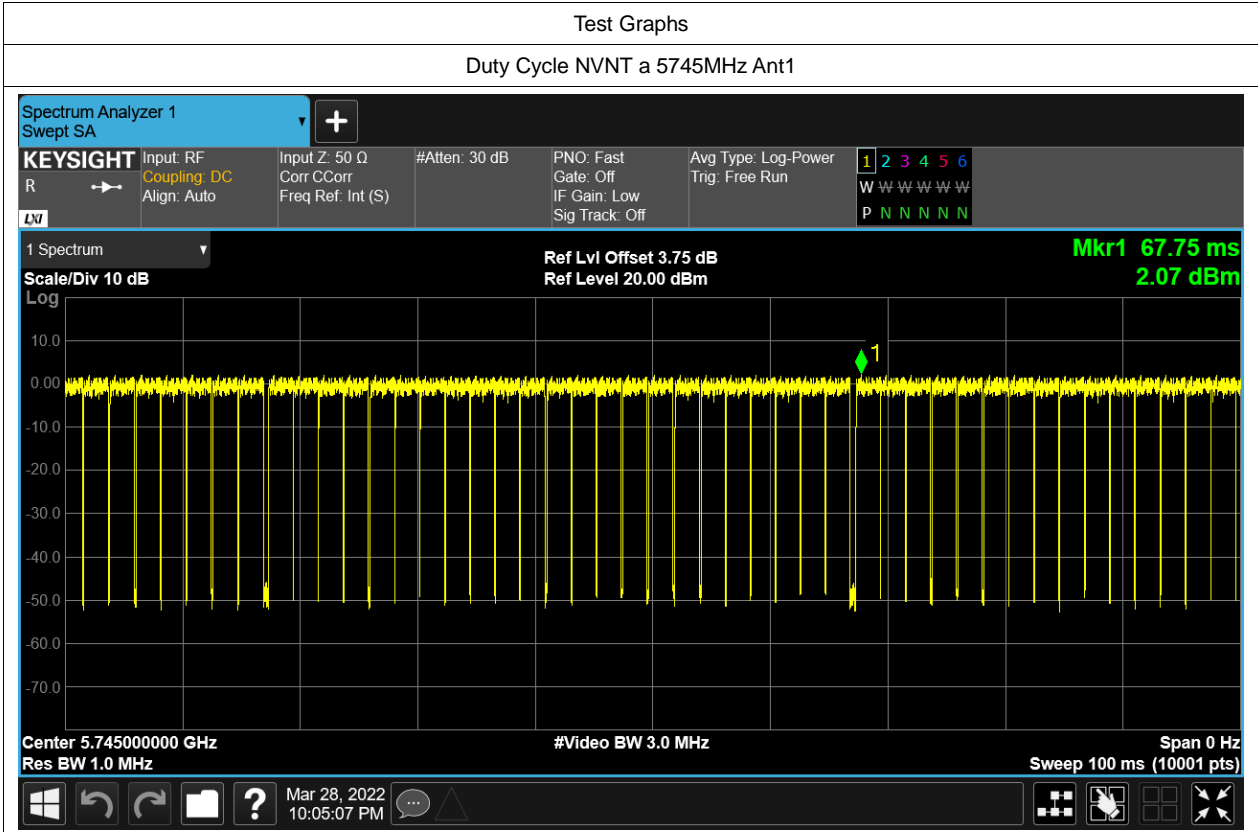 Test Graphs
Duty Cycle NVNT a 5745MHz Ant1
Spectrum Analyzer 1
Swept SA
KEYSIGHT Input: RF Input Z: 50 Ω #Atten: 30 dB PNO: Fast Avg Type: Log-Power 1 2 3 4 5 6
R Coupling: DC Corr CCorr Gate: Off Trig: Free Run W W W W W W
Align: Auto Freq Ref: Int (S) IF Gain: Low
LXI Sig Track: Off P N N N N N
1 Spectrum Ref Lvl Offset 3.75 dB Mkr1 67.75 ms
Scale/Div 10 dB Ref Level 20.00 dBm 2.07 dBm
Log
10.0
1
0.00
-10.0
-20.0
-30.0
-40.0
-50.0
-60.0
-70.0
Center 5.745000000 GHz #Video BW 3.0 MHz Span 0 Hz
Res BW 1.0 MHz Sweep 100 ms (10001 pts)
? Mar 28, 2022
10:05:07 PM